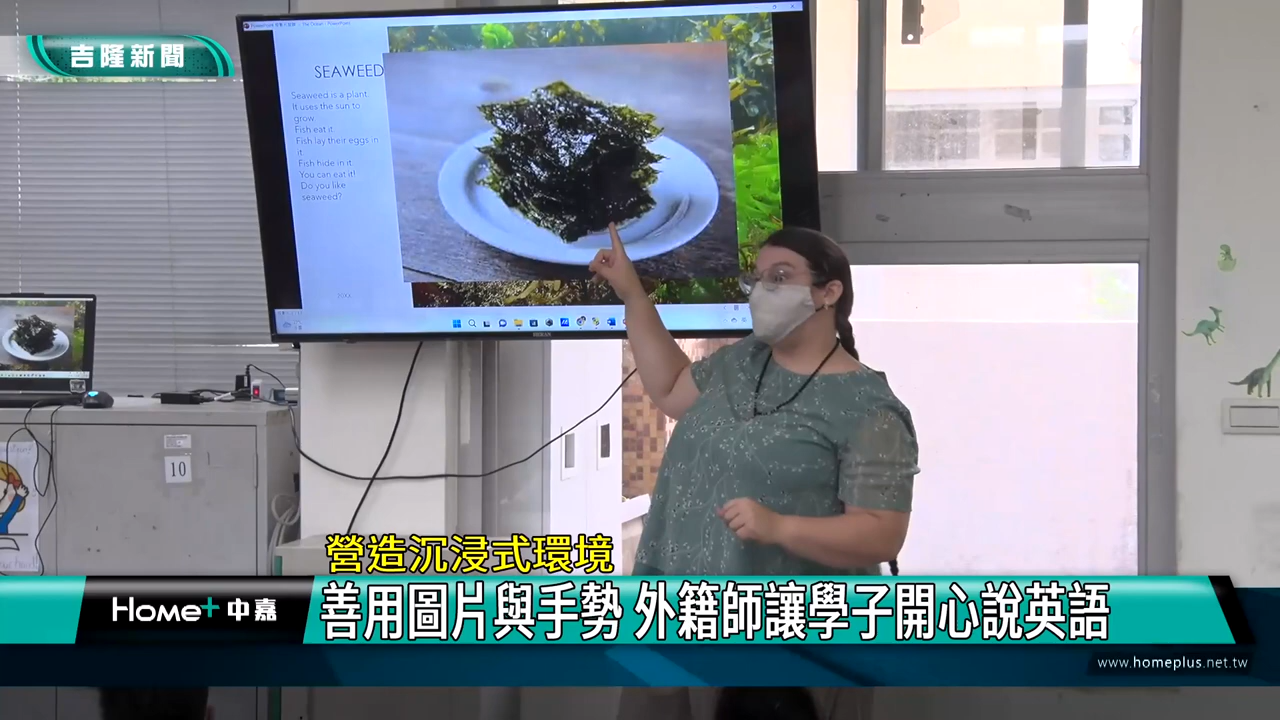 吉隆新聞
SEAWEED
Seaweed is a plant.
It uses the sun to
grow
Fish eat it
Fish lay their eggs in
it.
Fish hide in it
You can eat it!
Do you like
seaweed?
20XX
10
營造沉浸式環境
Home+ 中嘉
善用圖片與手勢 外籍師讓學子開心說英語
www.homeplus.net.tw